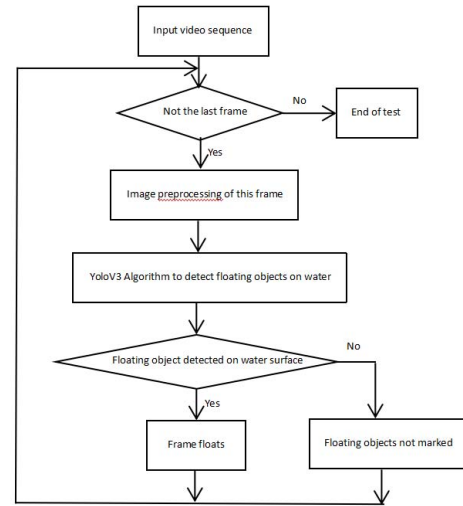 Input video sequence
Not the last frame
No
End of test
Yes
Image preprocessing of this frame
YoloV3 Algorithm to detect floating objects on water
Floating object detected on water surface
No
Yes
Frame floats
Floating objects not marked